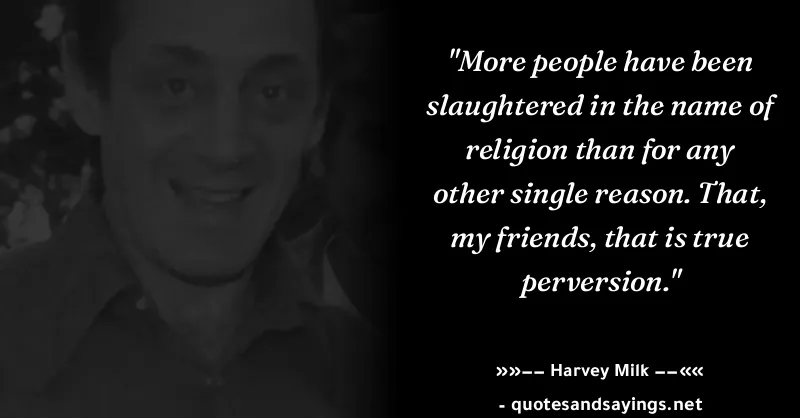 "More people have been
slaughtered in the name of
religion than for any
other single reason. That,
my friends, that is true
perversion."
»»―― Harvey Milk ――««
- quotesandsayings.net